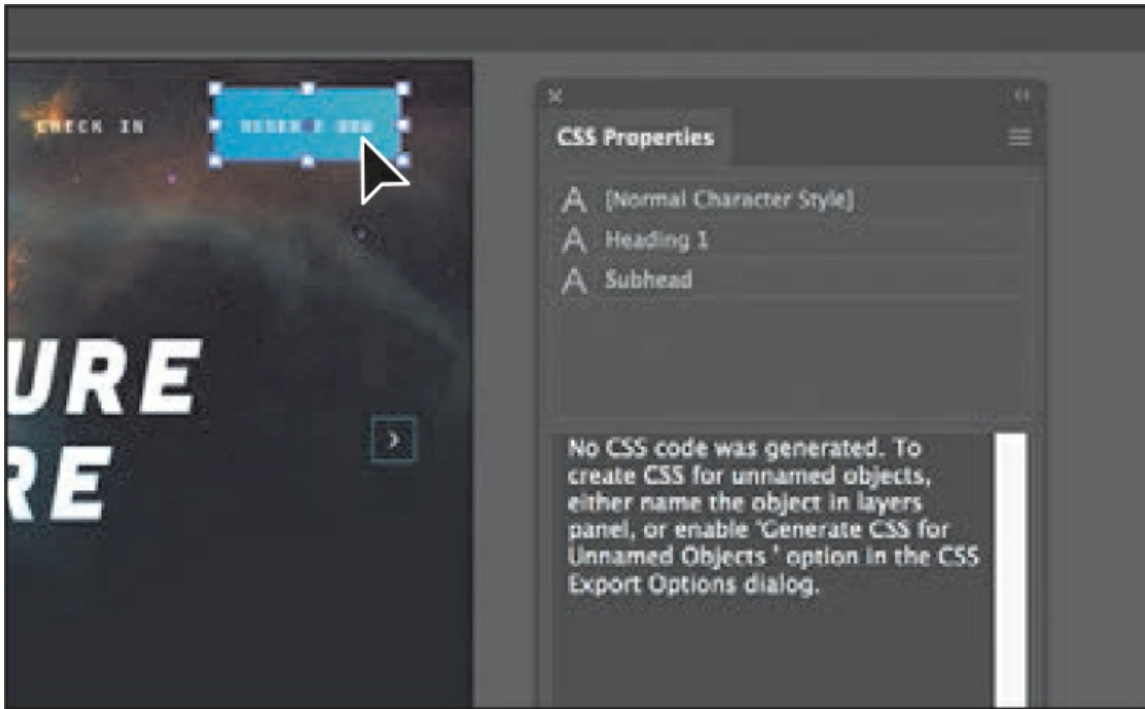 CHECK IN
CSS Properties
[Normal Character Style]
Heading 1
Subhead
URE
RE
No CSS code was generated. To
create CSS for unnamed objects,
either name the object in layers
panel, or enable 'Generate CSS for
Unnamed Objects ' option in the CSS
Export Options dialog.